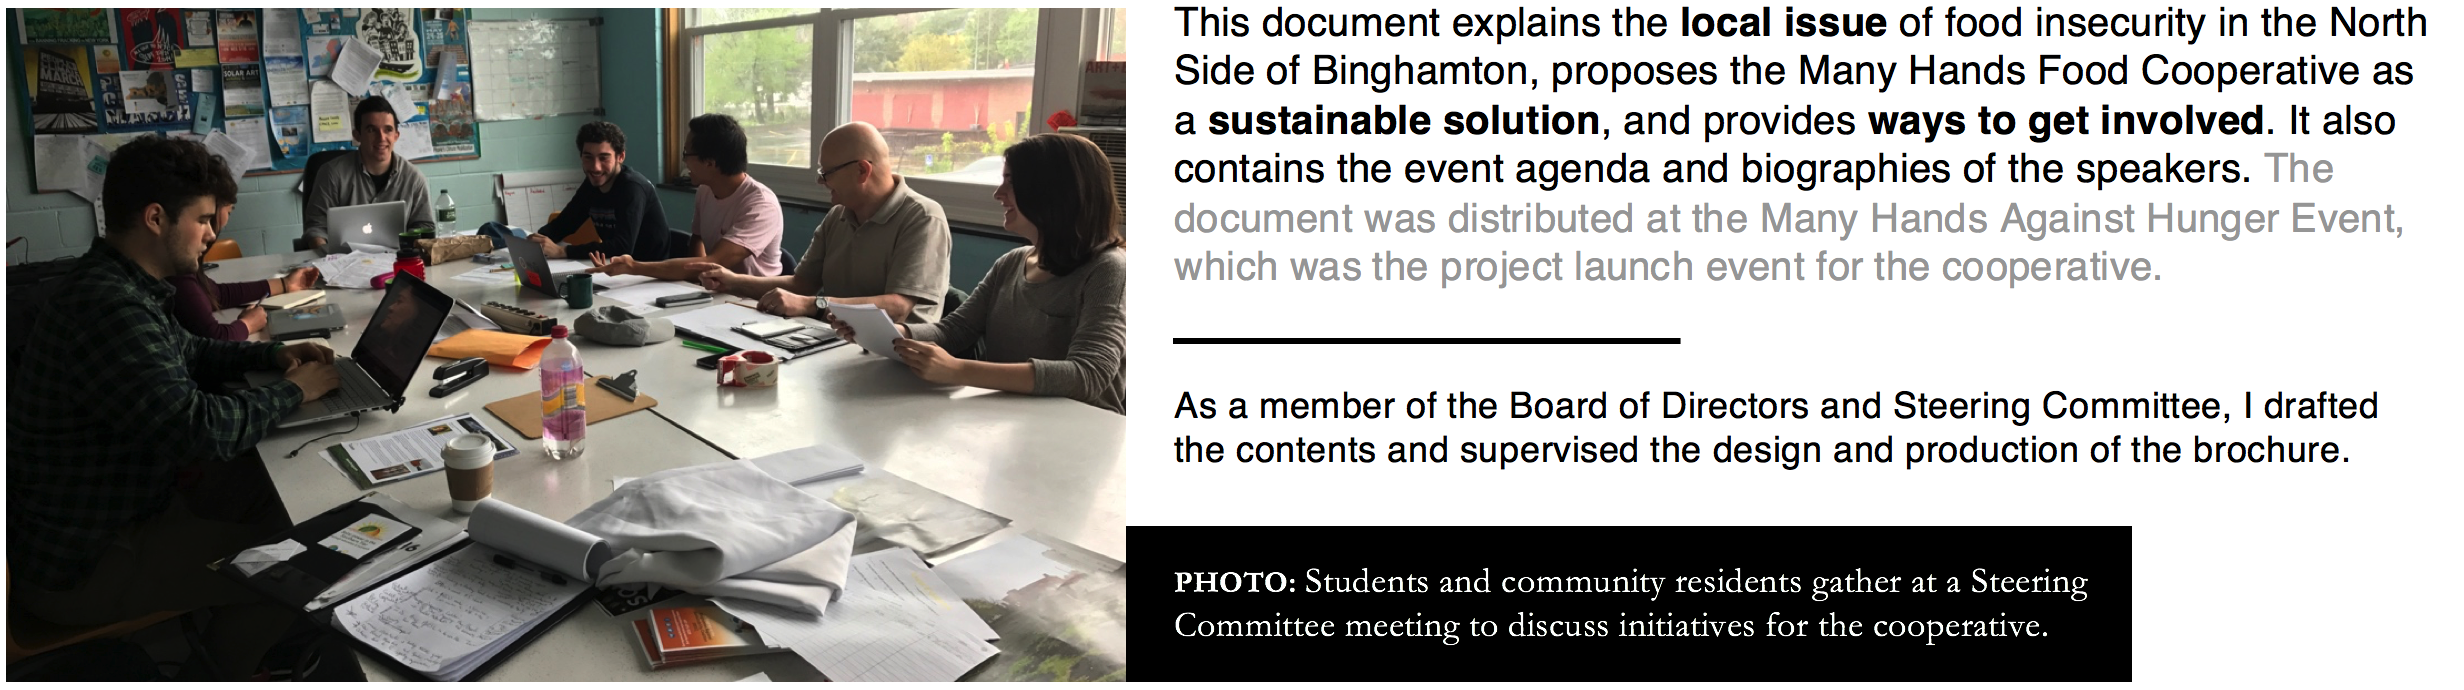 This document explains the local issue of food insecurity in the North
Side of Binghamton, proposes the Many Hands Food Cooperative as
a sustainable solution, and provides ways to get involved. It also
contains the event agenda and biographies of the speakers. The
document was distributed at the Many Hands Against Hunger Event,
which was the project launch event for the cooperative.
As a member of the Board of Directors and Steering Committee, I drafted
the contents and supervised the design and production of the brochure.
PHOTO: Students and community residents gather at a Steering
Committee meeting to discuss initiatives for the cooperative.
MARCH
SOLAR ART